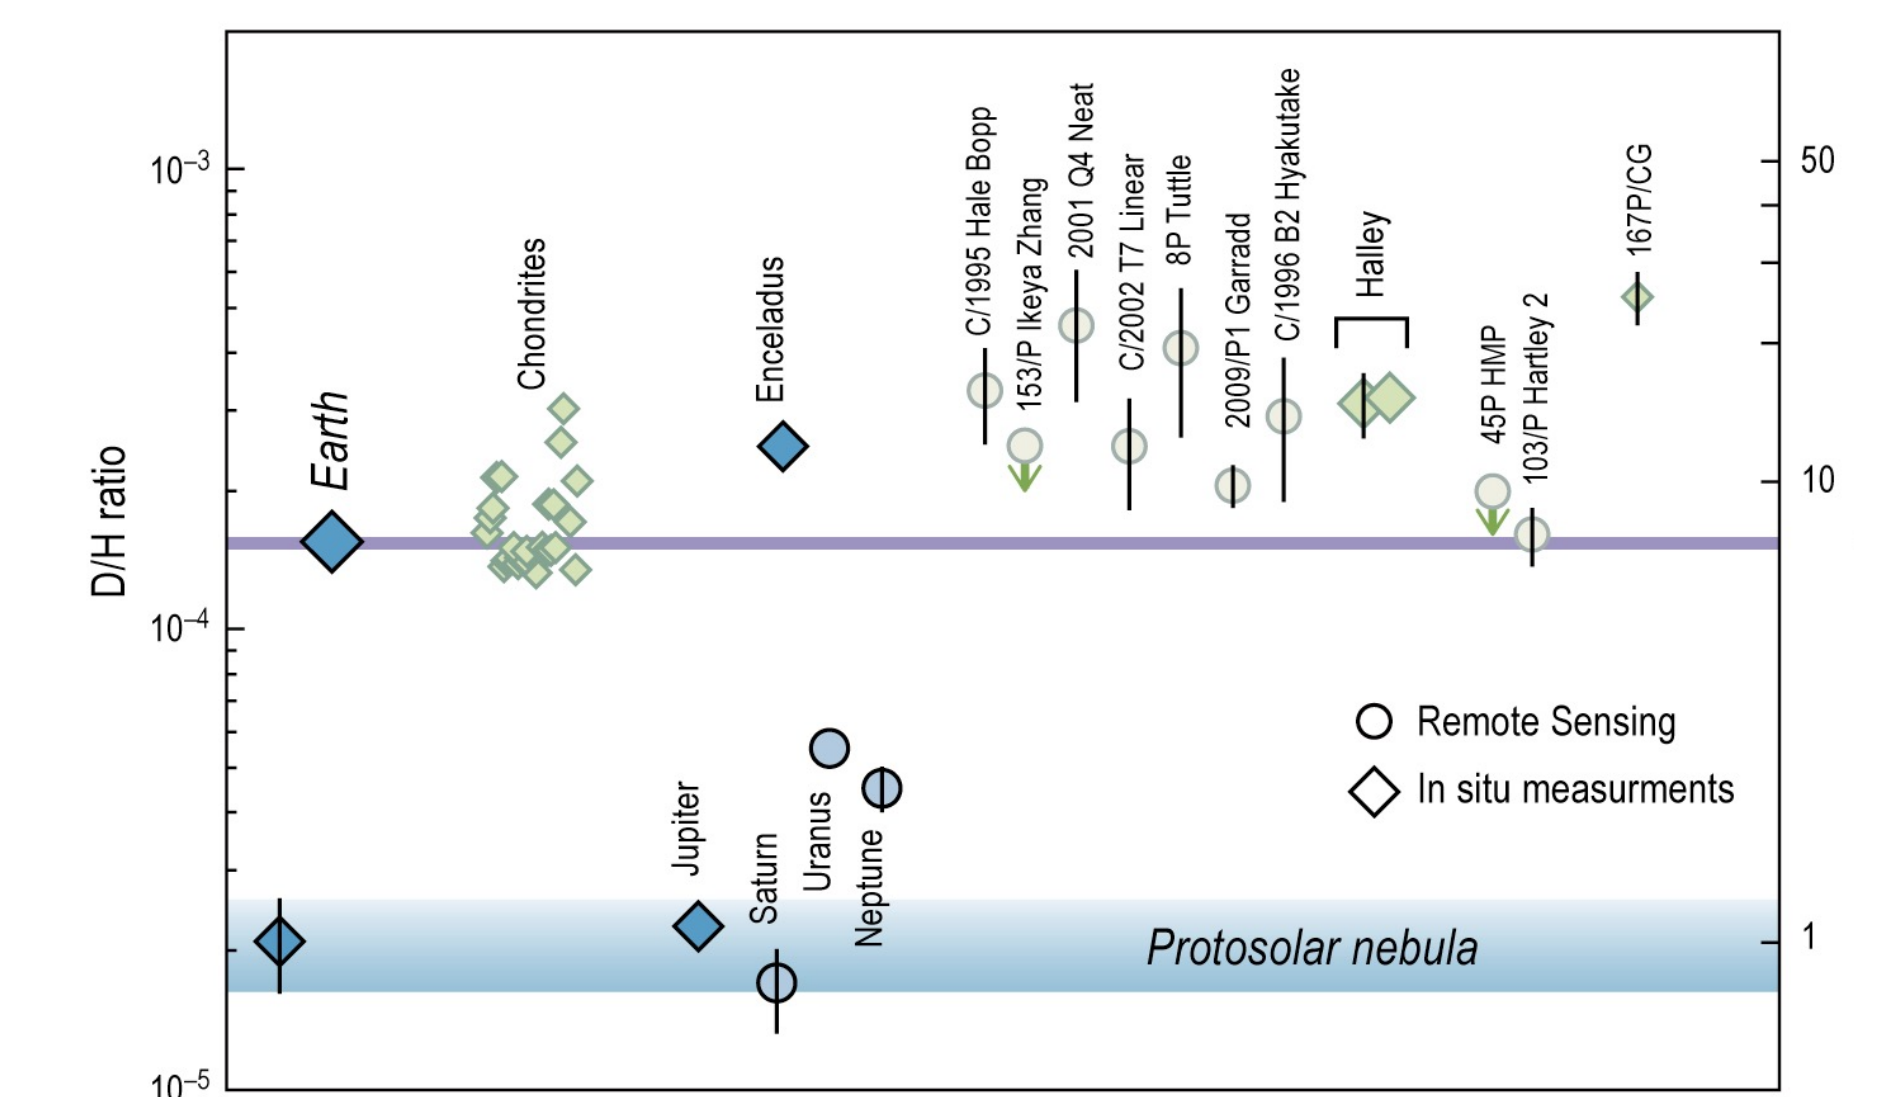 D/H ratio
10⁻³
10⁻⁴
10⁻⁵
Earth
Chondrites
Enceladus
Jupiter
Saturn
Uranus
Neptune
C/1995 Hale Bopp
153/P Ikeya Zhang
2001 Q4 Neat
C/2002 T7 Linear
8P Tuttle
2009/P1 Garradd
C/1996 B2 Hyakutake
Halley
45P HMP
103/P Hartley 2
167P/CG
50
10
1
Remote Sensing
In situ measurments
Protosolar nebula